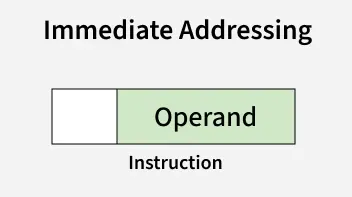 Immediate Addressing
Operand
Instruction